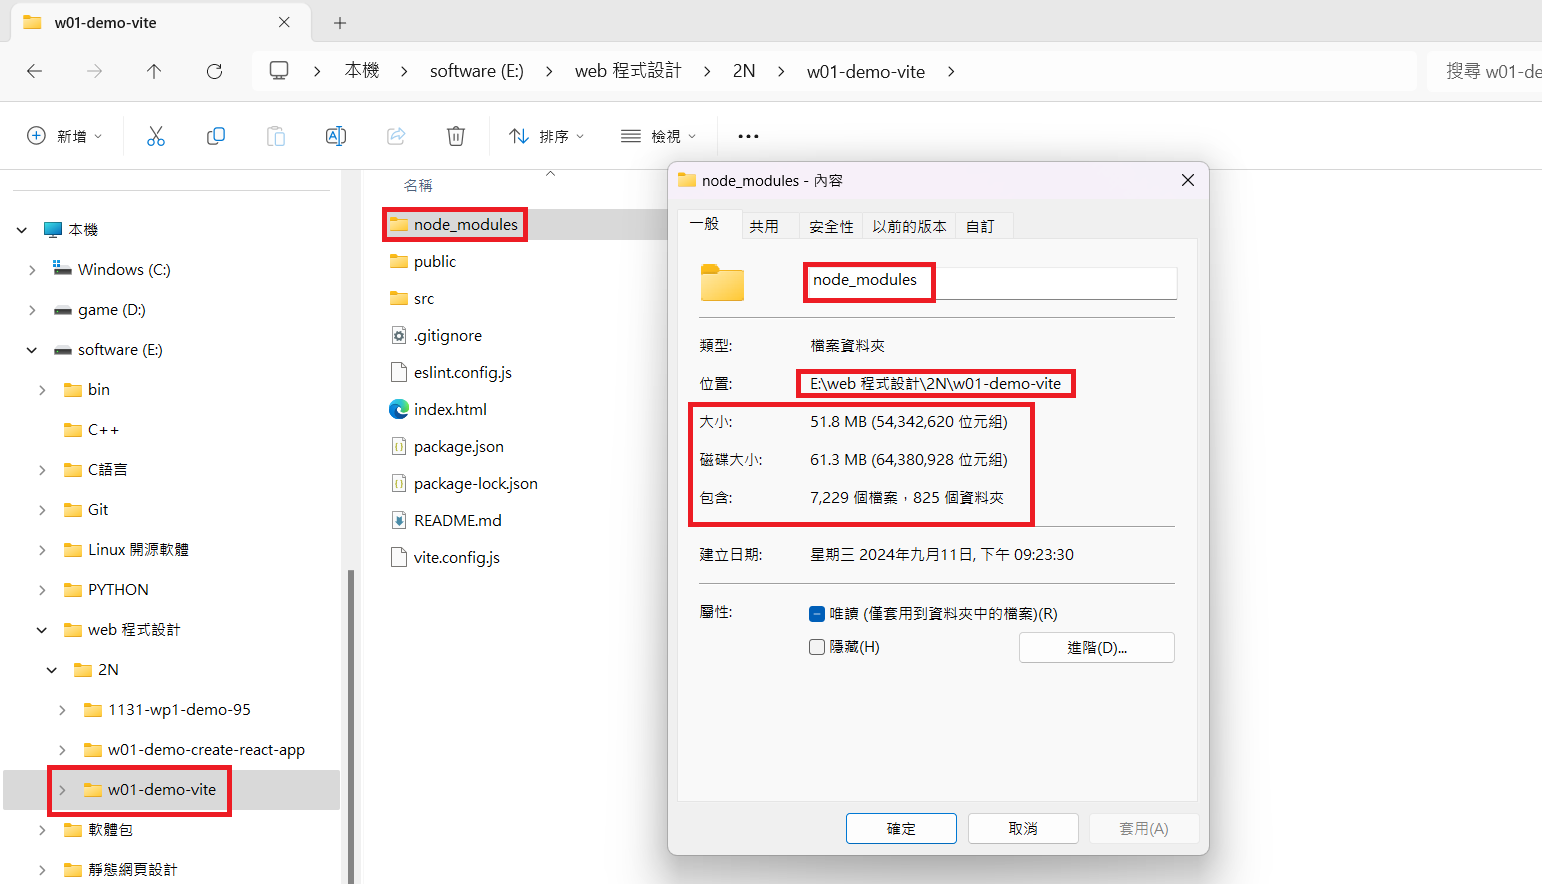 w01-demo-vite
本機
software (E:)
web 程式設計
2N
w01-demo-vite
搜尋 w01-de
新增
排序
檢視
本機
Windows (C:)
game (D:)
software (E:)
bin
C++
C語言
Git
Linux 開源軟體
PYTHON
web 程式設計
2N
1131-wp1-demo-95
w01-demo-create-react-app
w01-demo-vite
軟體包
靜態網頁設計
名稱
node_modules
public
src
.gitignore
eslint.config.js
index.html
package.json
package-lock.json
README.md
vite.config.js
node_modules - 內容
一般 共用 安全性 以前的版本 自訂
node_modules
類型: 檔案資料夾
位置: E:\web 程式設計\2N\w01-demo-vite
大小: 51.8 MB (54,342,620 位元組)
磁碟大小: 61.3 MB (64,380,928 位元組)
包含: 7,229 個檔案，825 個資料夾
建立日期: 星期三 2024年九月11日, 下午 09:23:30
屬性: 唯讀 (僅套用到資料夾中的檔案)(R)
隱藏(H)
進階(D)...
確定 取消 套用(A)